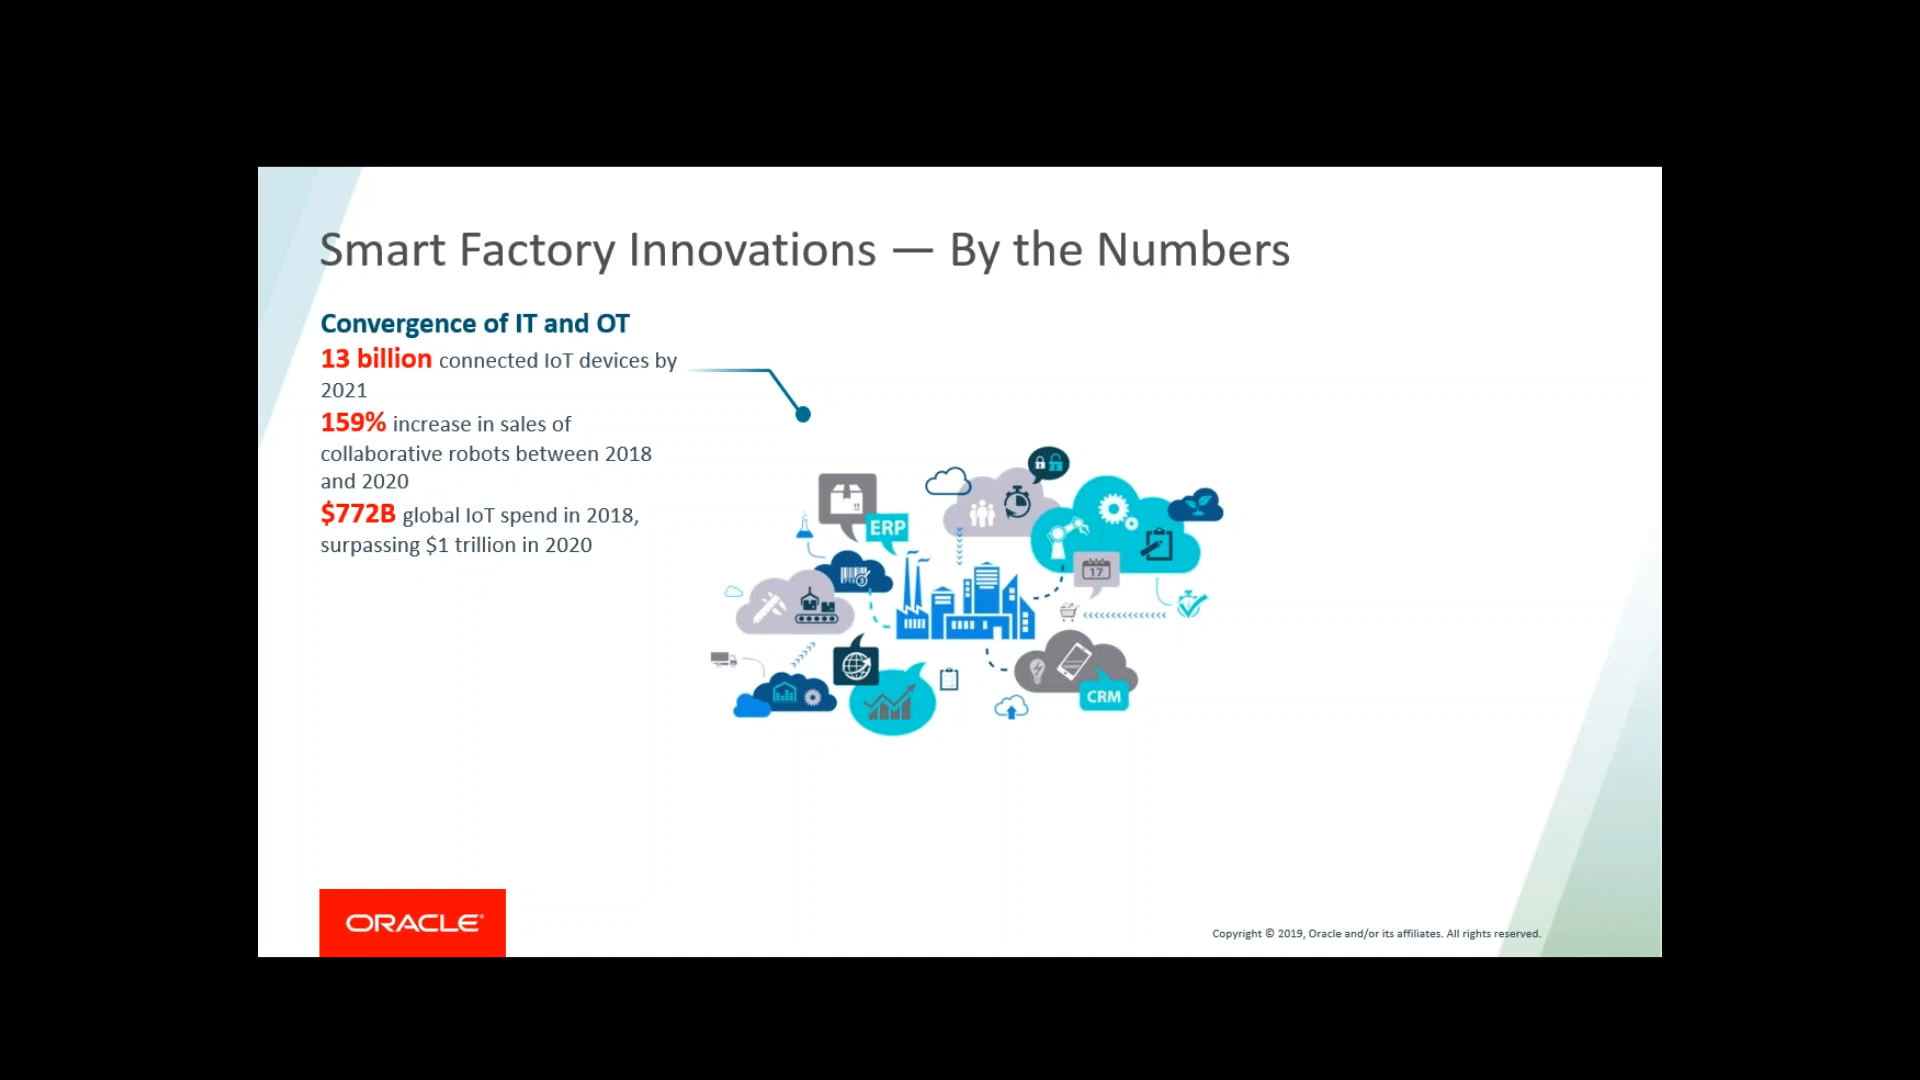 Smart Factory Innovations — By the Numbers
Convergence of IT and OT
13 billion connected IoT devices by
2021
159% increase in sales of
collaborative robots between 2018
and 2020
$772B global IoT spend in 2018,
surpassing $1 trillion in 2020
ERP
17
CRM
ORACLE®
Copyright © 2019, Oracle and/or its affiliates. All rights reserved.